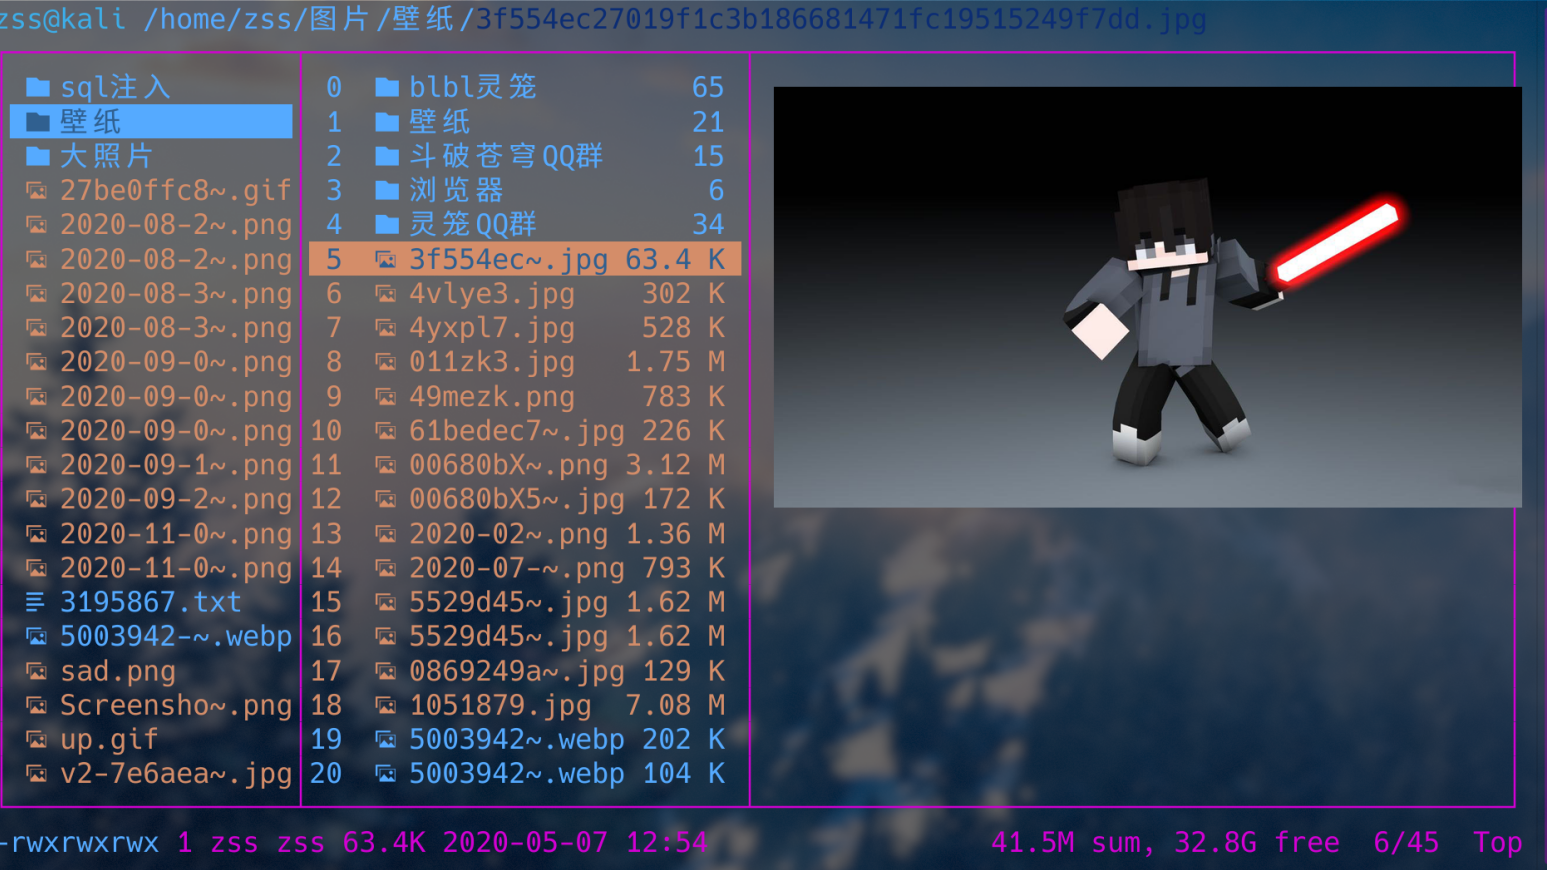 zss@kali /home/zss/图片/壁纸/3f554ec27019f1c3b186681471fc19515249f7dd.jpg
sql注入
壁纸
大照片
27be0ffc8~.gif
2020-08-2~.png
2020-08-2~.png
2020-08-3~.png
2020-08-3~.png
2020-09-0~.png
2020-09-0~.png
2020-09-0~.png
2020-09-1~.png
2020-09-2~.png
2020-11-0~.png
2020-11-0~.png
3195867.txt
5003942-~.webp
sad.png
Screensho~.png
up.gif
v2-7e6aea~.jpg
0 blbl灵笼 65
1 壁纸 21
2 斗破苍穹QQ群 15
3 浏览器 6
4 灵笼QQ群 34
5 3f554ec~.jpg 63.4 K
6 4vlye3.jpg 302 K
7 4yxpl7.jpg 528 K
8 011zk3.jpg 1.75 M
9 49mezk.png 783 K
10 61bedec7~.jpg 226 K
11 00680bX~.png 3.12 M
12 00680bX5~.jpg 172 K
13 2020-02~.png 1.36 M
14 2020-07-~.png 793 K
15 5529d45~.jpg 1.62 M
16 5529d45~.jpg 1.62 M
17 0869249a~.jpg 129 K
18 1051879.jpg 7.08 M
19 5003942~.webp 202 K
20 5003942~.webp 104 K
-rwxrwxrwx 1 zss zss 63.4K 2020-05-07 12:54 41.5M sum, 32.8G free 6/45 Top